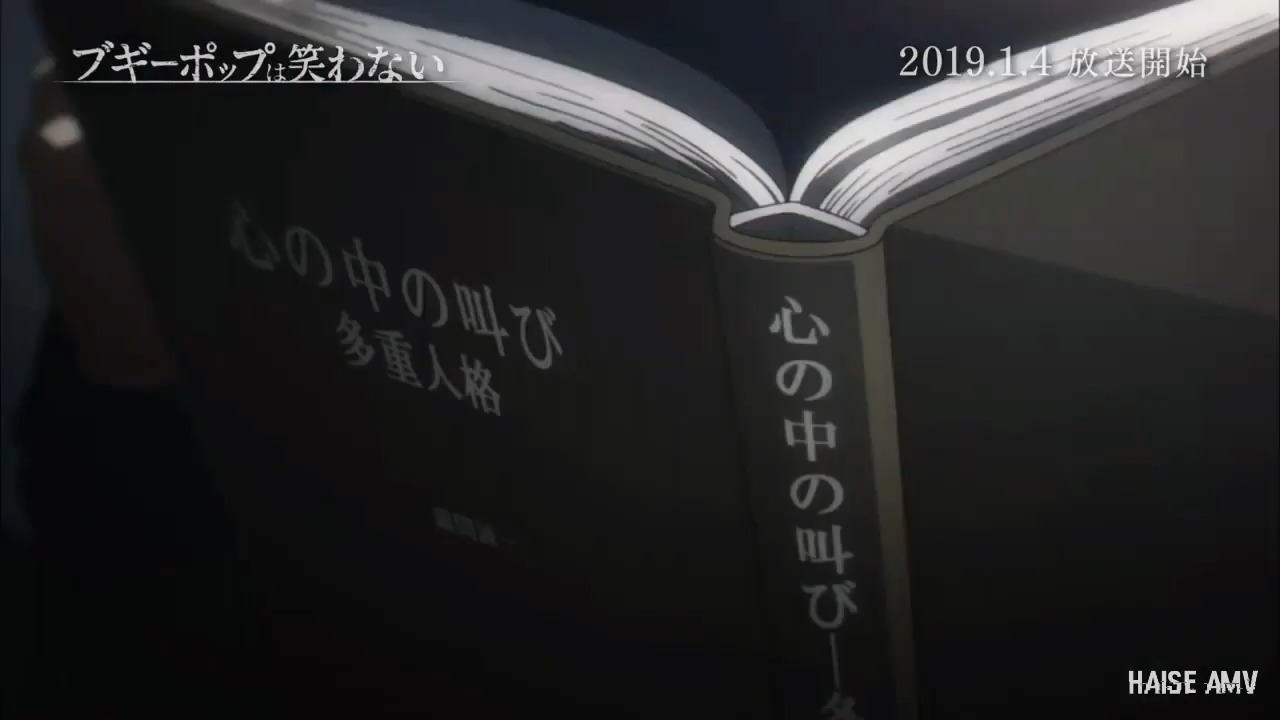 ブギーポップは笑わない
2019.1.4 放送開始
心の中の叫び
多重人格
心の中の叫び―多
HAISE AMV